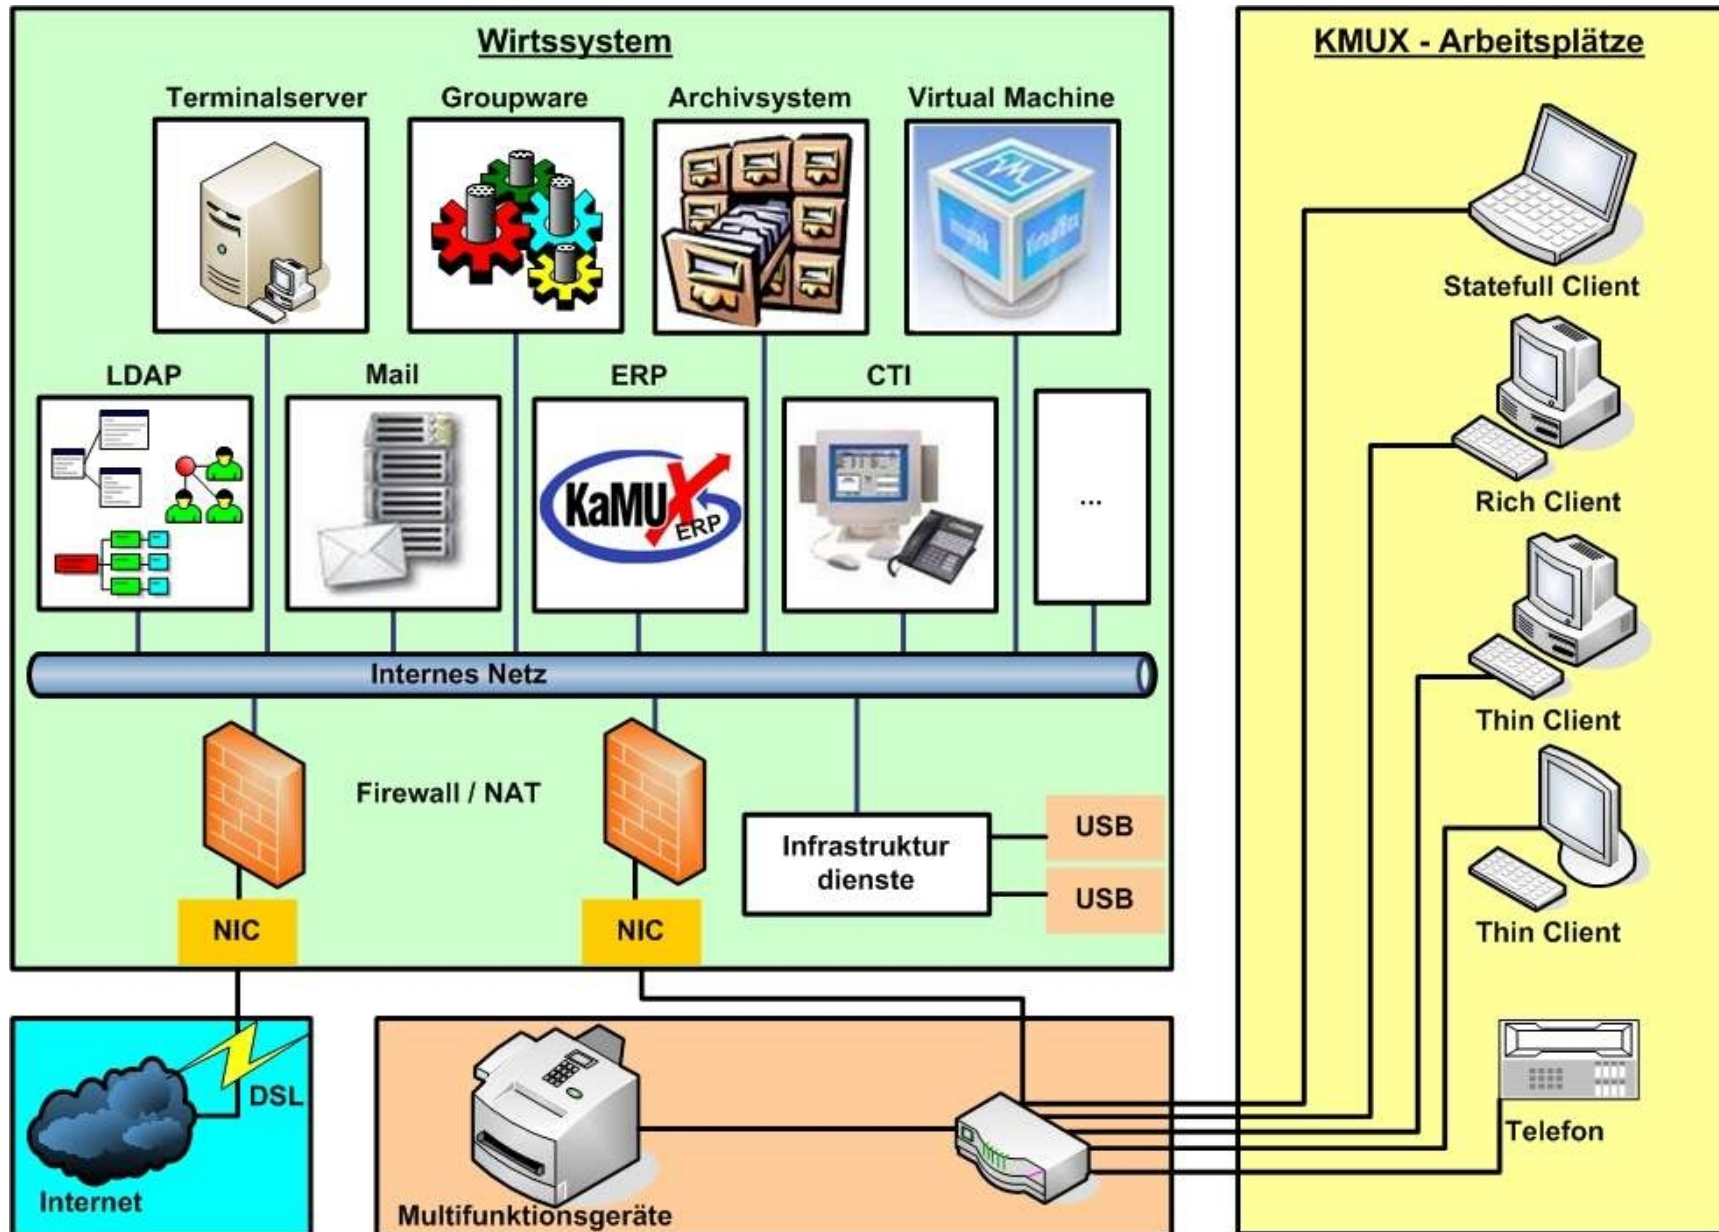 Wirtssystem
KMUX - Arbeitsplätze
Terminalserver
Groupware
Archivsystem
Virtual Machine
VirtualBox
Statefull Client
LDAP
Mail
ERP
CTI
KaMUX
ERP
...
Rich Client
Internes Netz
Thin Client
Firewall / NAT
Infrastruktur
dienste
USB
USB
NIC
NIC
Thin Client
DSL
Internet
Multifunktionsgeräte
Telefon